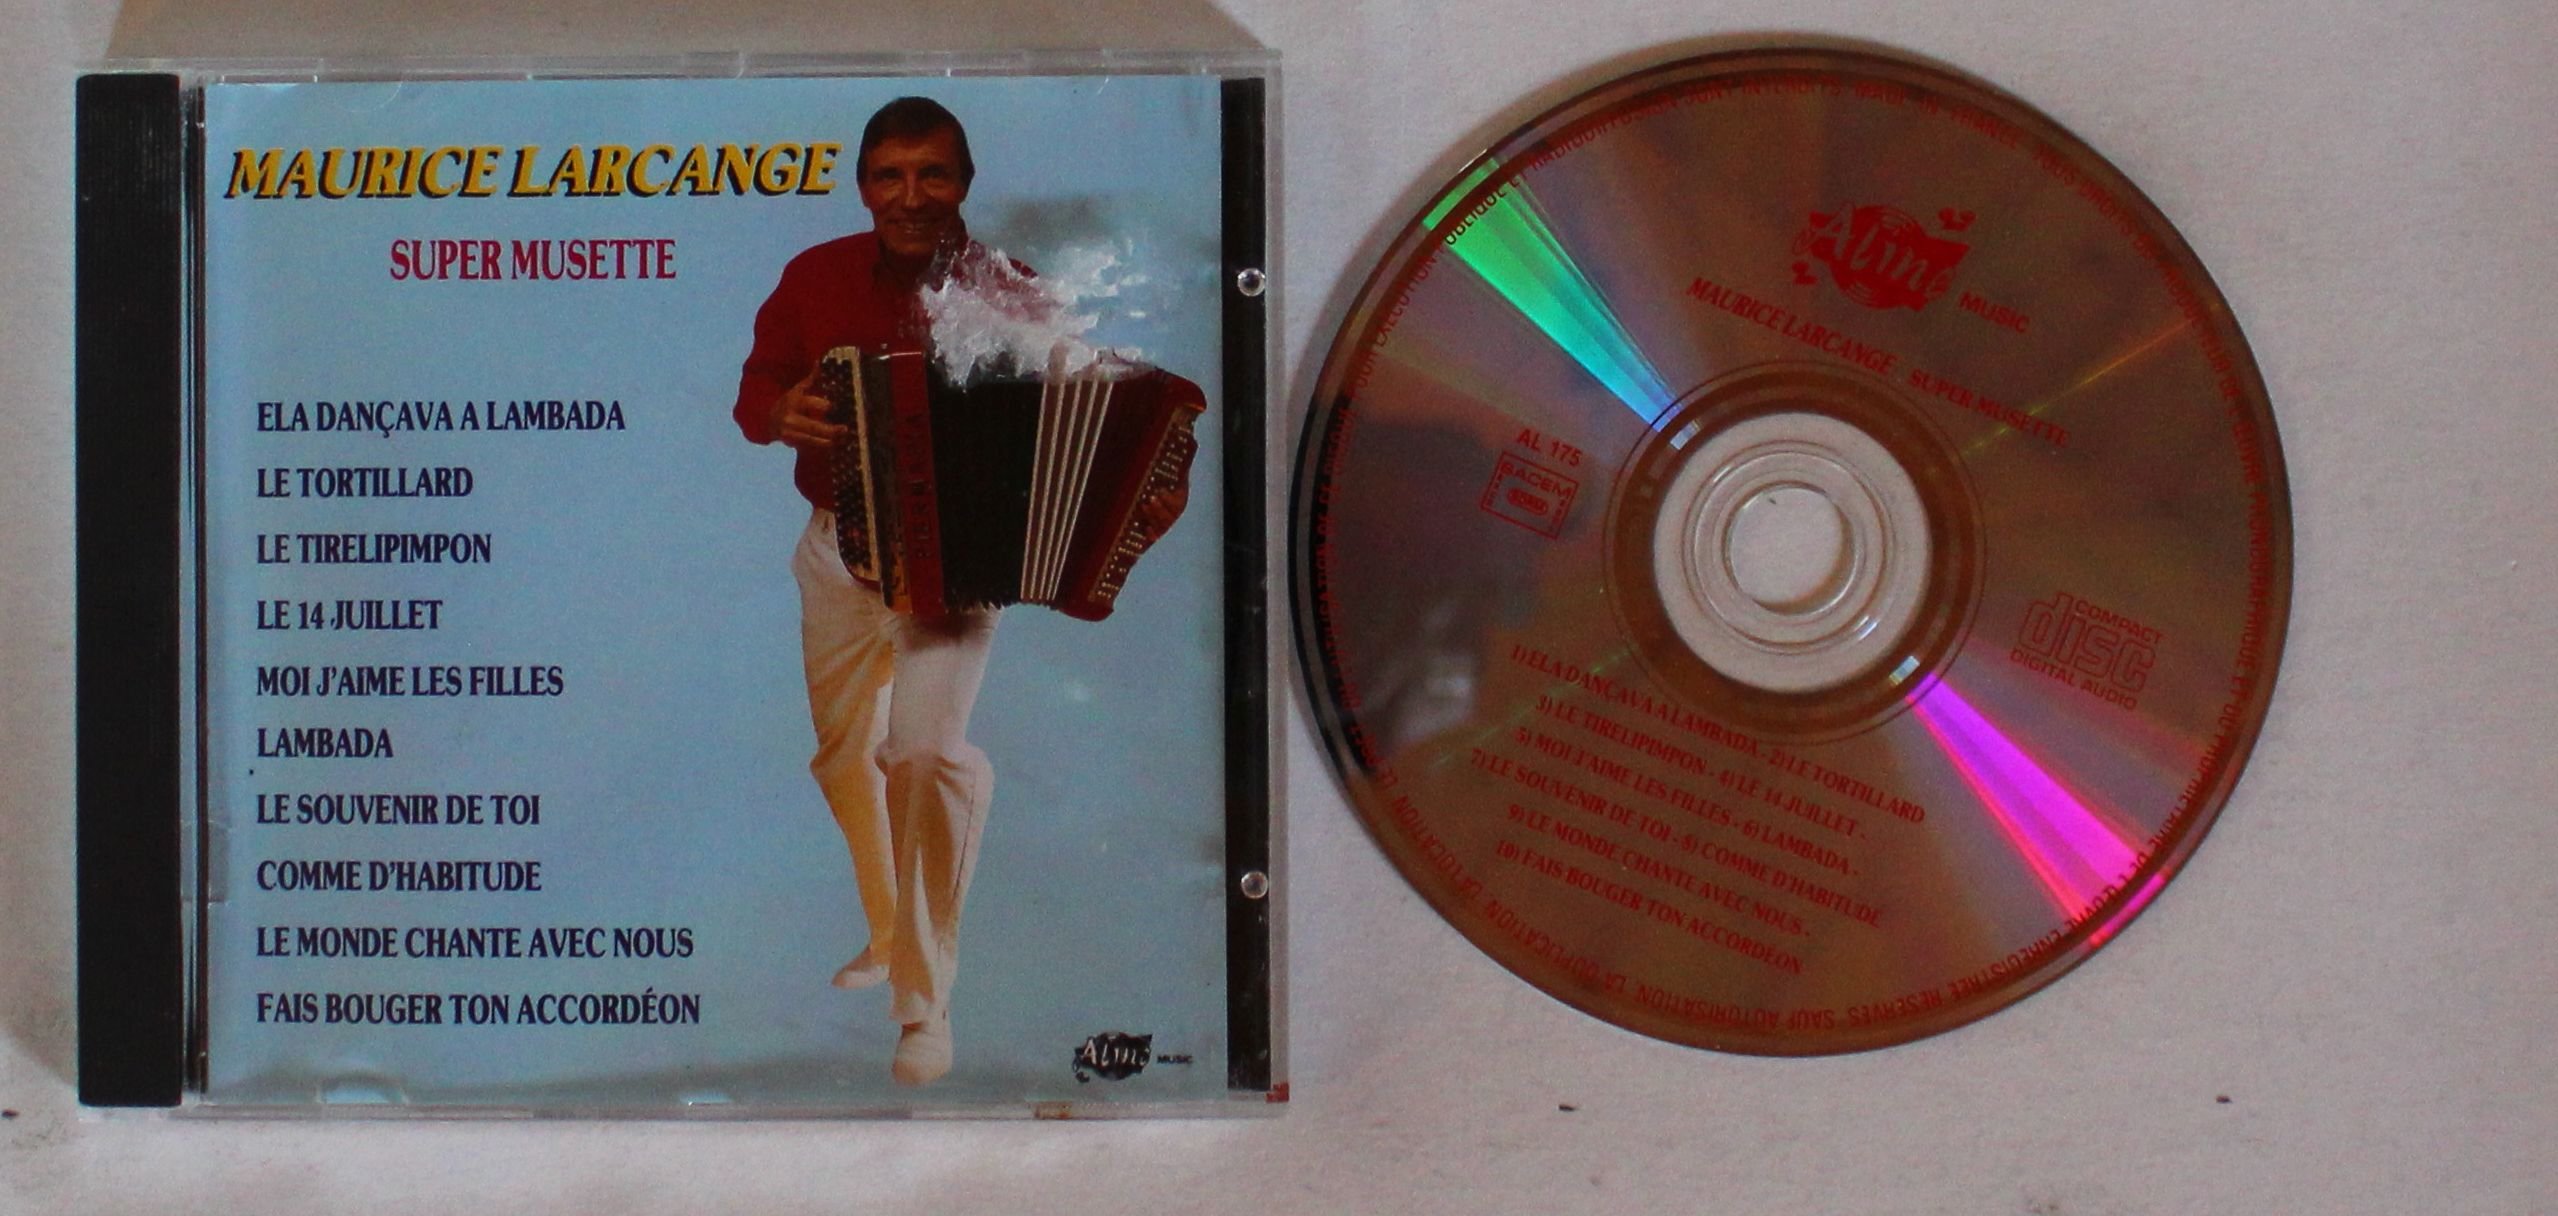 MAURICE LARCANGE
SUPER MUSETTE
ELA DANÇAVA A LAMBADA
LE TORTILLARD
LE TIRELIPIMPON
LE 14 JUILLET
MOI J'AIME LES FILLES
LAMBADA
LE SOUVENIR DE TOI
COMME D'HABITUDE
LE MONDE CHANTE AVEC NOUS
FAIS BOUGER TON ACCORDÉON
MUSIC
MUSIC
MAURICE LARCANGE SUPER MUSETTE
AL 175
SACEM
COMPACT
disc
DIGITAL AUDIO
1) ELA DANÇAVA A LAMBADA - 2) LE TORTILLARD
3) LE TIRELIPIMPON - 4) LE 14 JUILLET -
5) MOI J'AIME LES FILLES - 6) LAMBADA -
7) LE SOUVENIR DE TOI - 8) COMME D'HABITUDE
9) LE MONDE CHANTE AVEC NOUS -
10) FAIS BOUGER TON ACCORDÉON